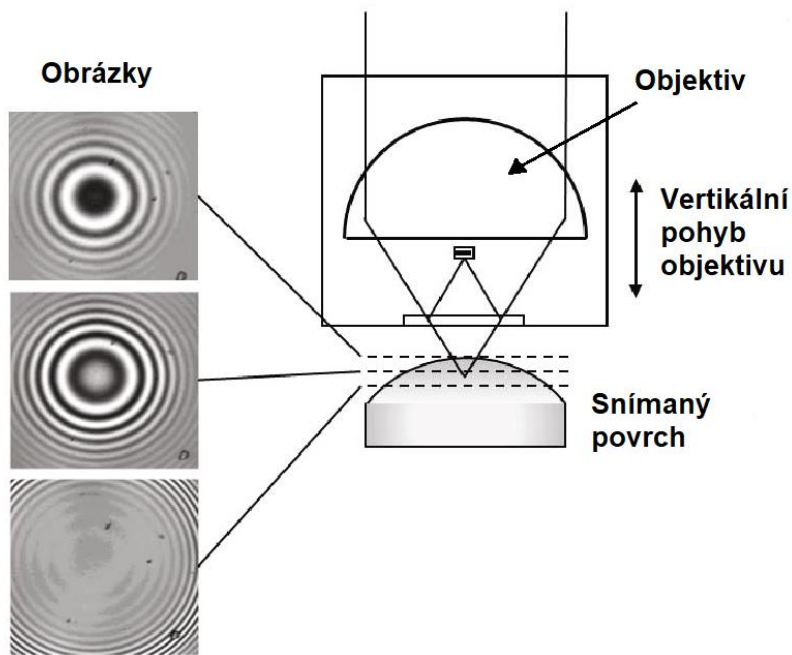 Obrázky
Objektiv
Vertikální
pohyb
objektivu
Snímaný
povrch